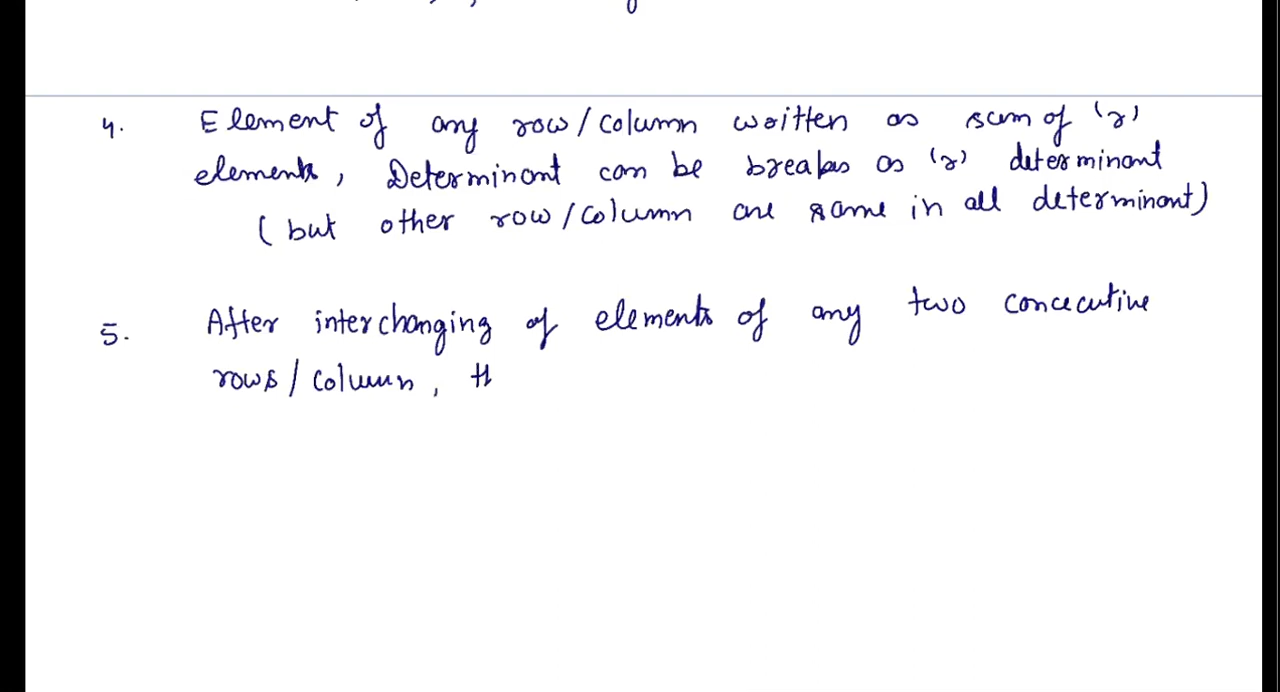 4. Element of any row/column written as sum of 'r'
elements, Determinant can be breaks as 'r' determinant
(but other row/column are same in all determinant)
5. After interchanging of elements of any two concecutive
rows/column, th